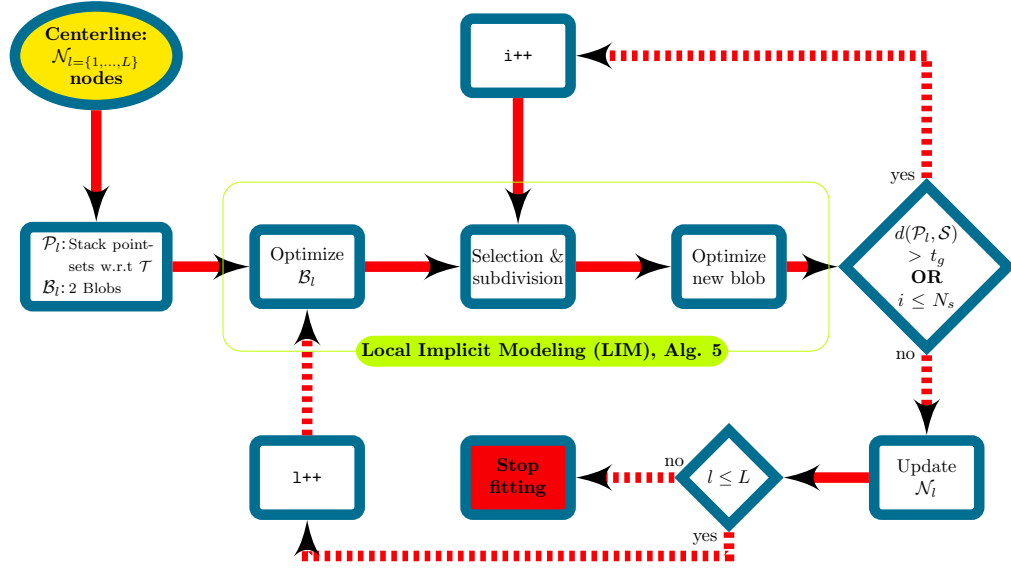 Centerline:
𝒩_{l={1,...,L}}
nodes
i++
yes
𝒫_l: Stack point-
sets w.r.t 𝒯
ℬ_l: 2 Blobs
Optimize
ℬ_l
Selection &
subdivision
Optimize
new blob
d(𝒫_l, 𝒮)
> t_g
OR
i ≤ N_s
Local Implicit Modeling (LIM), Alg. 5
no
l++
Stop
fitting
no
l ≤ L
Update
𝒩_l
yes